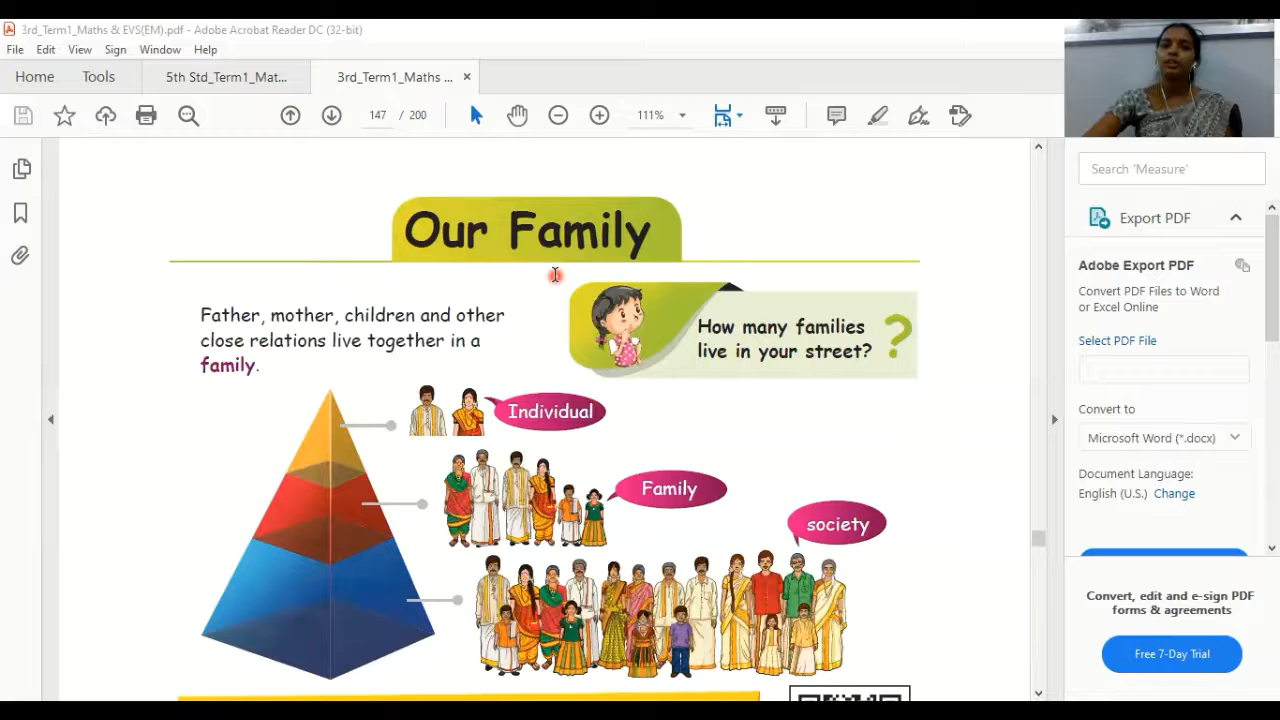 3rd_Term1_Maths & EVS(EM).pdf - Adobe Acrobat Reader DC (32-bit)
File Edit View Sign Window Help
Home Tools 5th Std_Term1_Mat... 3rd_Term1_Maths ... ×
147 / 200 111%
Search 'Measure'
Export PDF
Adobe Export PDF
Convert PDF Files to Word
or Excel Online
Select PDF File
Convert to
Microsoft Word (*.docx)
Document Language:
English (U.S.) Change
Convert, edit and e-sign PDF
forms & agreements
Free 7-Day Trial
Our Family
Father, mother, children and other
close relations live together in a
family.
How many families
live in your street?
?
Individual
Family
society